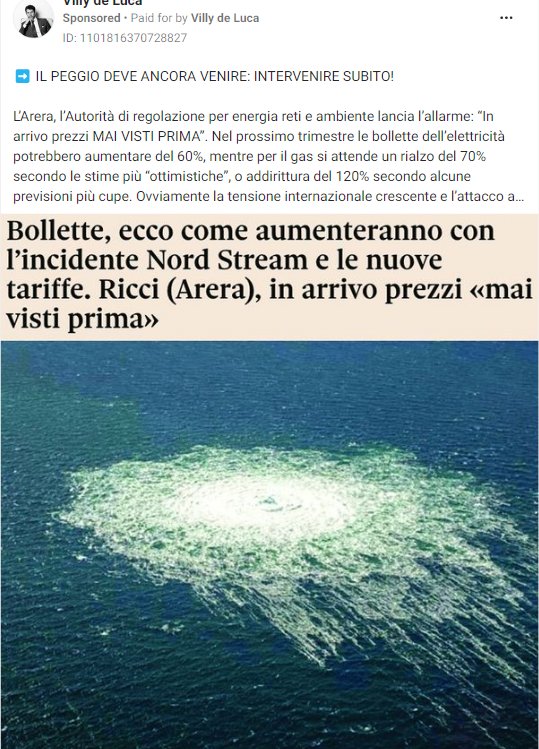 Villy de Luca
Sponsored • Paid for by Villy de Luca
ID: 1101816370728827
➡️ IL PEGGIO DEVE ANCORA VENIRE: INTERVENIRE SUBITO!
L’Arera, l’Autorità di regolazione per energia reti e ambiente lancia l’allarme: “In
arrivo prezzi MAI VISTI PRIMA”. Nel prossimo trimestre le bollette dell’elettricità
potrebbero aumentare del 60%, mentre per il gas si attende un rialzo del 70%
secondo le stime più “ottimistiche”, o addirittura del 120% secondo alcune
previsioni più cupe. Ovviamente la tensione internazionale crescente e l’attacco a...
Bollette, ecco come aumenteranno con
l’incidente Nord Stream e le nuove
tariffe. Ricci (Arera), in arrivo prezzi «mai
visti prima»